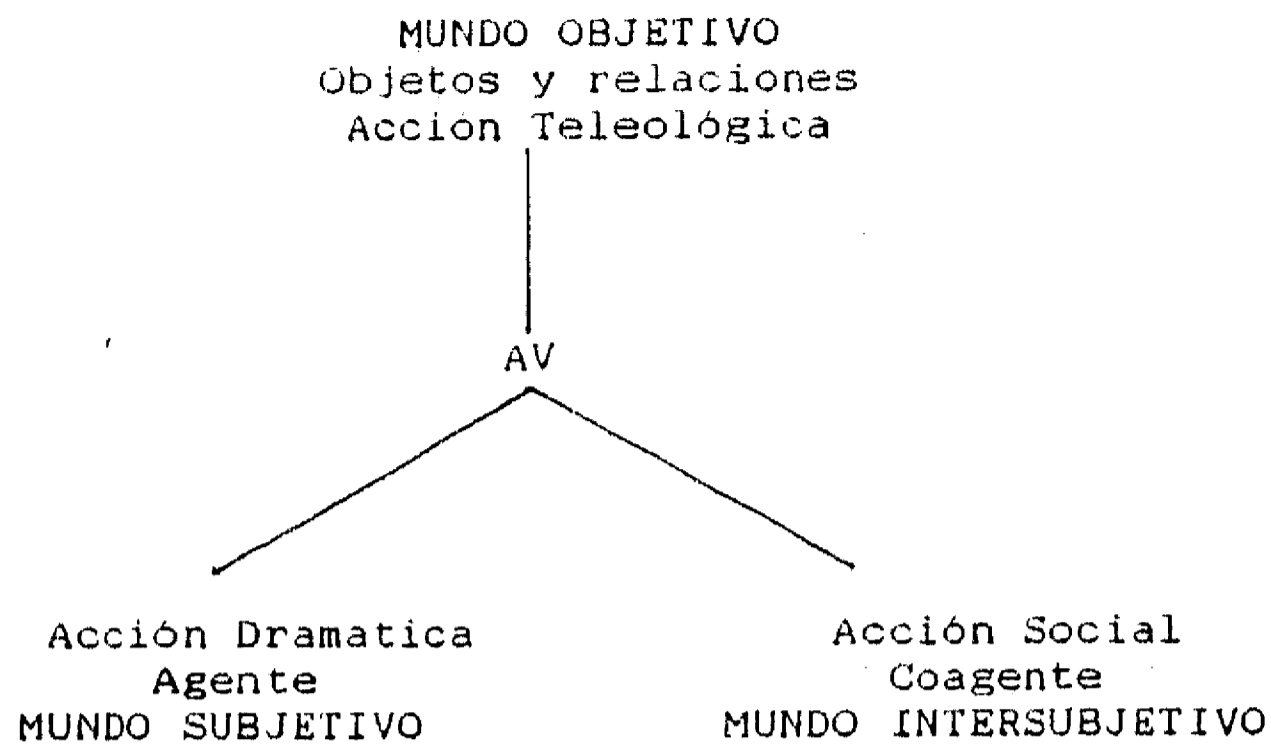 MUNDO OBJETIVO
Objetos y relaciones
Acción Teleológica
AV
Acción Dramatica
Agente
MUNDO SUBJETIVO
Acción Social
Coagente
MUNDO INTERSUBJETIVO